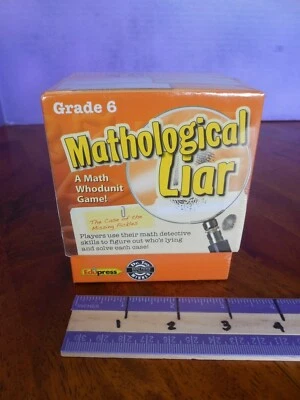 Grade 6
Mathological
Liar
A Math
Whodunit
Game!
The Case of the
Missing Pickles
Players use their math detective
skills to figure out who's lying
and solve each case!
Edupress
1 2 3 4